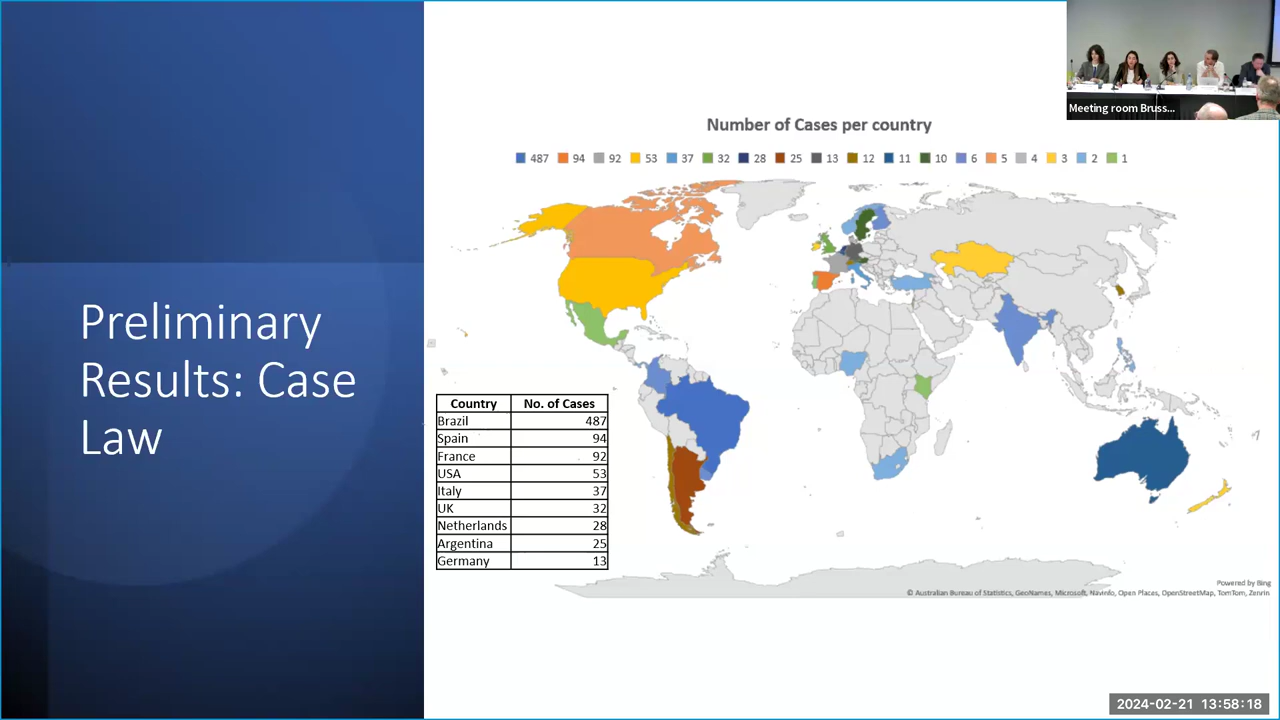 Preliminary
Results: Case
Law
Meeting room Bruss...
Number of Cases per country
487 94 92 53 37 32 28 25 13 12 11 10 6 5 4 3 2 1
Country No. of Cases
Brazil 487
Spain 94
France 92
USA 53
Italy 37
UK 32
Netherlands 28
Argentina 25
Germany 13
Powered by Bing
© Australian Bureau of Statistics, GeoNames, Microsoft, Navinfo, Open Places, OpenStreetMap, TomTom, Zenrin
2024-02-21 13:58:18